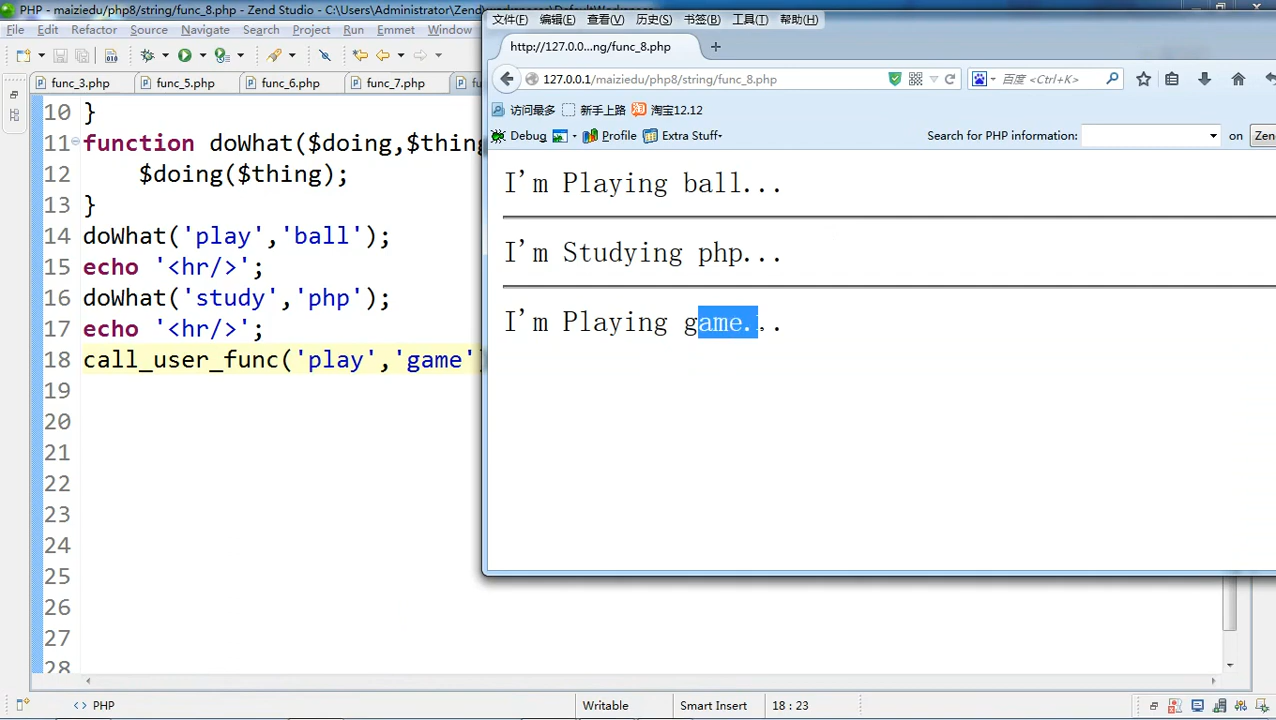 PHP - maiziedu/php8/string/func_8.php - Zend Studio - C:\Users\Administrator\Zend\workspaces\DefaultWorkspace
File Edit Refactor Source Navigate Search Project Run Emmet Window
func_3.php func_5.php func_6.php func_7.php
10 }
11 function doWhat($doing,$thing
12 $doing($thing);
13 }
14 doWhat('play','ball');
15 echo '<hr/>';
16 doWhat('study','php');
17 echo '<hr/>';
18 call_user_func('play','game')
19
20
21
22
23
24
25
26
27
28
PHP Writable Smart Insert 18 : 23
文件(F) 编辑(E) 查看(V) 历史(S) 书签(B) 工具(T) 帮助(H)
http://127.0.0...ng/func_8.php
127.0.0.1/maiziedu/php8/string/func_8.php 百度 <Ctrl+K>
访问最多 新手上路 淘宝12.12
Debug Profile Extra Stuff Search for PHP information: on Zen
I'm Playing ball...
I'm Studying php...
I'm Playing game...